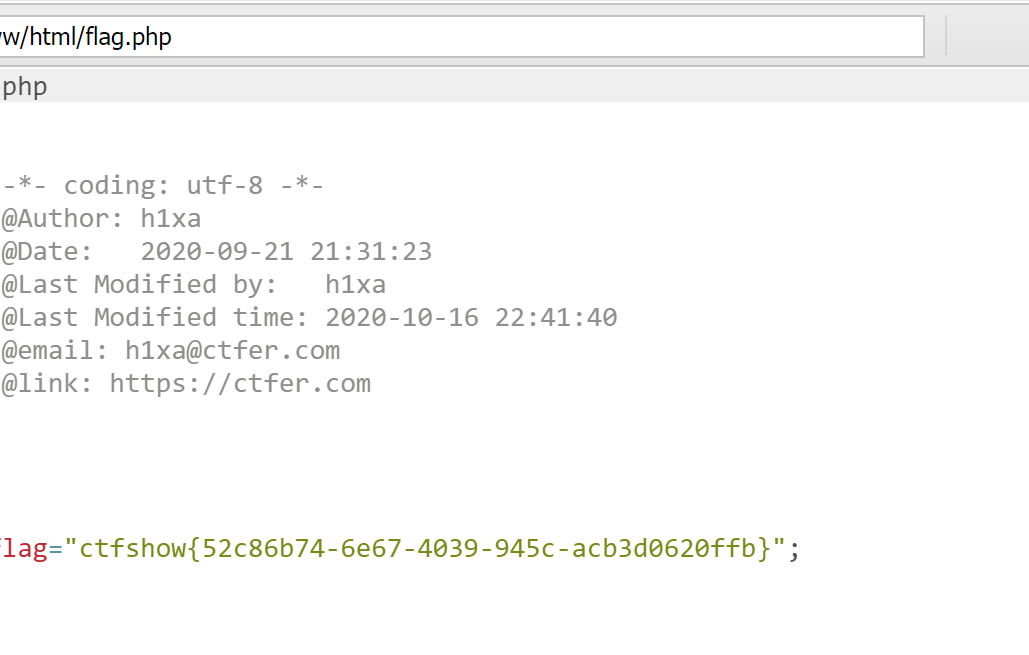 w/html/flag.php
php
-*- coding: utf-8 -*-
@Author: h1xa
@Date:   2020-09-21 21:31:23
@Last Modified by:   h1xa
@Last Modified time: 2020-10-16 22:41:40
@email: h1xa@ctfer.com
@link: https://ctfer.com
flag="ctfshow{52c86b74-6e67-4039-945c-acb3d0620ffb}";